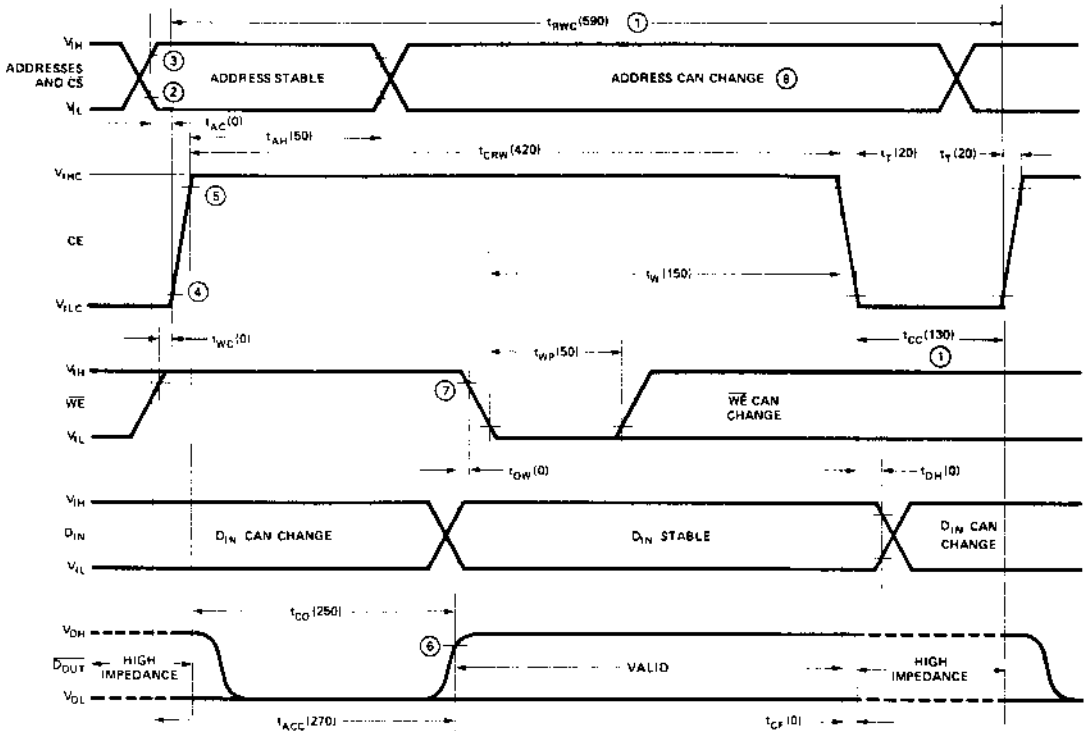 tRWC(590) ①
VIH
ADDRESSES
AND CS
VIL
③
②
ADDRESS STABLE
ADDRESS CAN CHANGE ⑧
tAC(0)
tAH(50)
tCRW(420)
tT(20)
tT(20)
VIHC
CE
VILC
⑤
④
tW(150)
tWC(0)
tWP(50)
tCC(130)
①
VIH
WE
VIL
⑦
WE CAN
CHANGE
tDW(0)
tDH(0)
VIH
DIN
VIL
DIN CAN CHANGE
DIN STABLE
DIN CAN
CHANGE
tCO(250)
VOH
DOUT
VOL
HIGH
IMPEDANCE
⑥
VALID
HIGH
IMPEDANCE
tACC(270)
tCF(0)